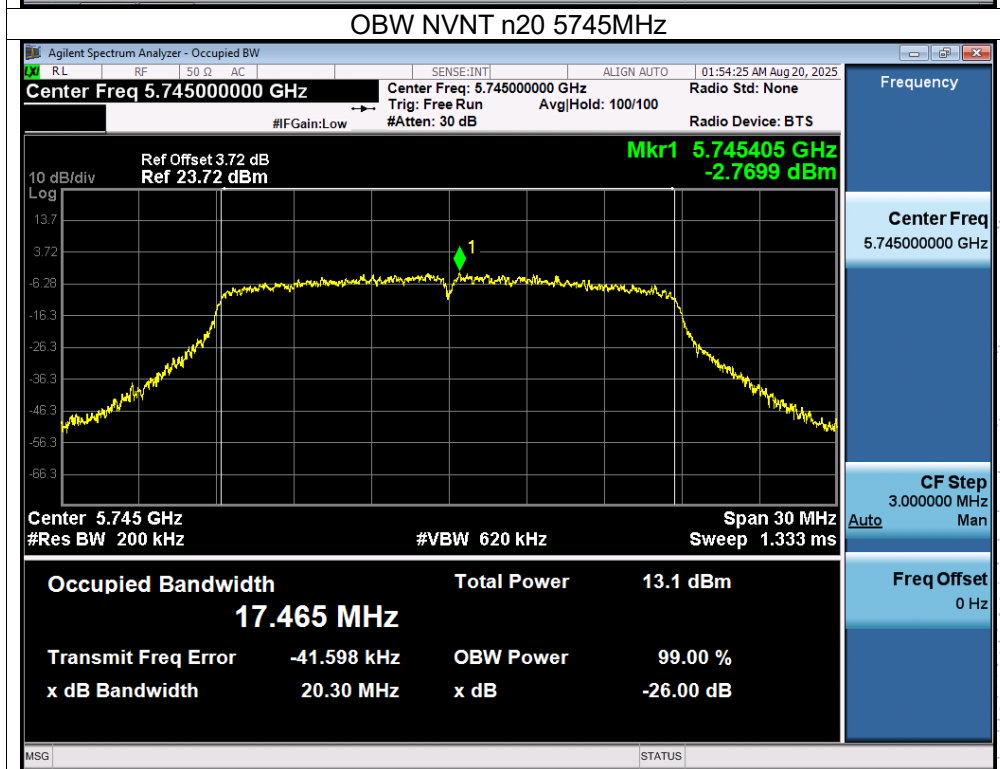 OBW NVNT n20 5745MHz
Agilent Spectrum Analyzer - Occupied BW
LXI RL RF 50 Ω AC SENSE:INT ALIGN AUTO 01:54:25 AM Aug 20, 2025
Center Freq 5.745000000 GHz
Center Freq: 5.745000000 GHz
Radio Std: None
Trig: Free Run Avg|Hold: 100/100
#IFGain:Low #Atten: 30 dB Radio Device: BTS
Frequency
Mkr1 5.745405 GHz
-2.7699 dBm
Ref Offset 3.72 dB
10 dB/div Ref 23.72 dBm
Log
13.7
3.72
-6.28
-16.3
-26.3
-36.3
-46.3
-56.3
-66.3
1
Center Freq
5.745000000 GHz
Center 5.745 GHz Span 30 MHz
#Res BW 200 kHz #VBW 620 kHz Sweep 1.333 ms
CF Step
3.000000 MHz
Auto Man
Occupied Bandwidth Total Power 13.1 dBm
17.465 MHz
Transmit Freq Error -41.598 kHz OBW Power 99.00 %
x dB Bandwidth 20.30 MHz x dB -26.00 dB
Freq Offset
0 Hz
MSG STATUS